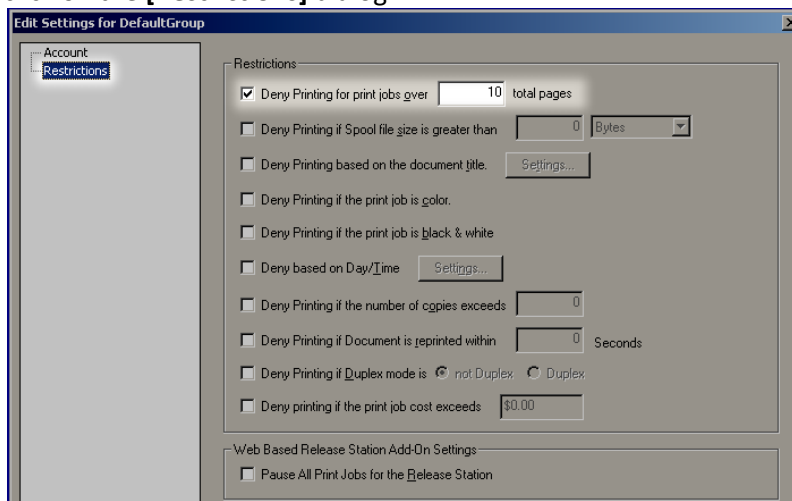 Edit Settings for DefaultGroup
Account
Restrictions
Restrictions
Deny Printing for print jobs over 10 total pages
Deny Printing if Spool file size is greater than 0 Bytes
Deny Printing based on the document title. Settings...
Deny Printing if the print job is color.
Deny Printing if the print job is black & white
Deny based on Day/Time Settings...
Deny Printing if the number of copies exceeds 0
Deny Printing if Document is reprinted within 0 Seconds
Deny Printing if Duplex mode is not Duplex Duplex
Deny printing if the print job cost exceeds $0.00
Web Based Release Station Add-On Settings
Pause All Print Jobs for the Release Station